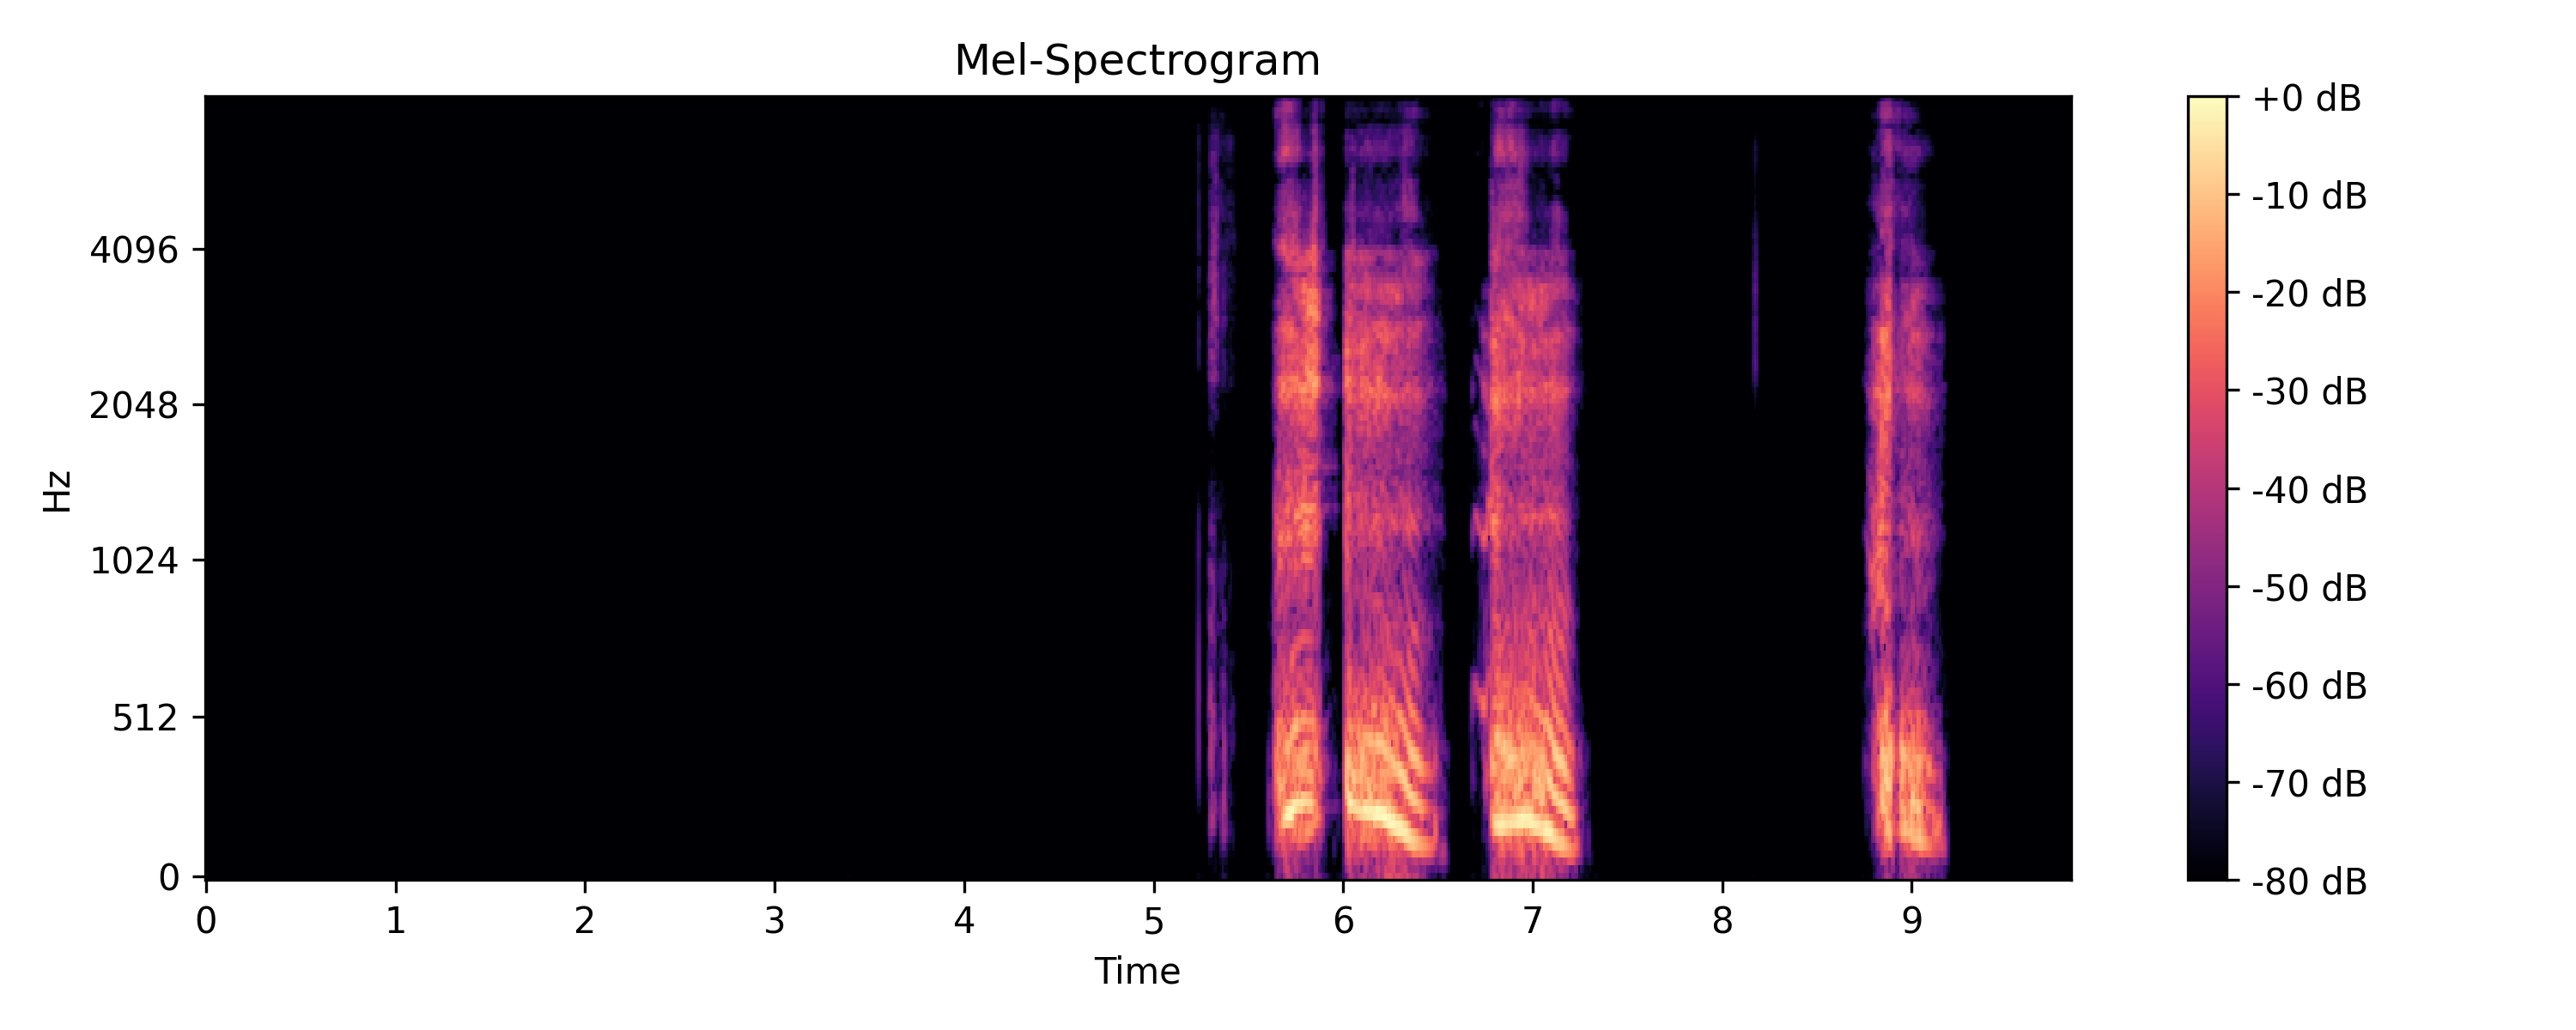 Mel-Spectrogram
+0 dB
-10 dB
-20 dB
-30 dB
-40 dB
-50 dB
-60 dB
-70 dB
-80 dB
Hz
4096
2048
1024
512
0
0 1 2 3 4 5 6 7 8 9
Time